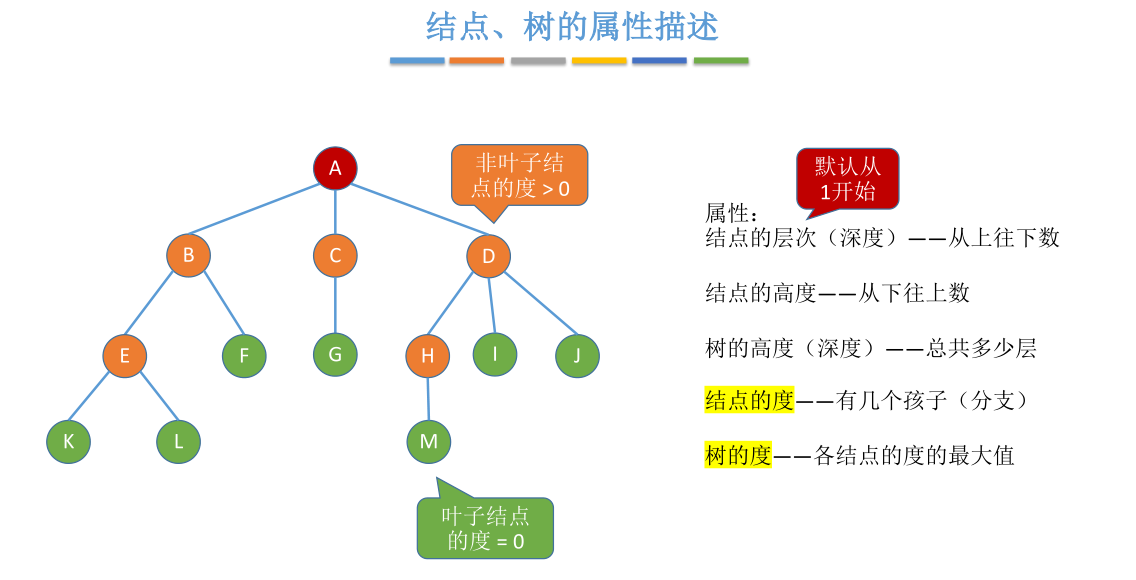 结点、树的属性描述
A
非叶子结
点的度 > 0
默认从
1开始
B
C
D
E
F
G
H
I
J
K
L
M
叶子结点
的度 = 0
属性：
结点的层次（深度）——从上往下数
结点的高度——从下往上数
树的高度（深度）——总共多少层
结点的度——有几个孩子（分支）
树的度——各结点的度的最大值